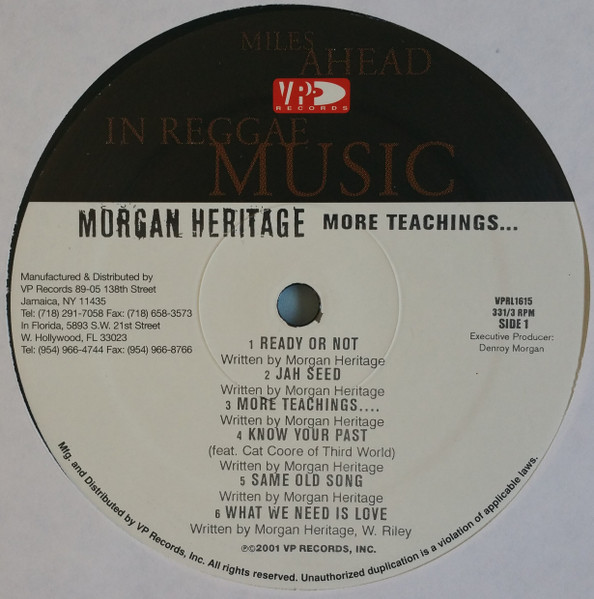 MILES
AHEAD
VP
RECORDS
IN REGGAE
MUSIC
MORGAN HERITAGE MORE TEACHINGS...
Manufactured & Distributed by
VP Records 89-05 138th Street
Jamaica, NY 11435
Tel: (718) 291-7058 Fax: (718) 658-3573
In Florida, 5893 S.W. 21st Street
W. Hollywood, FL 33023
Tel: (954) 966-4744 Fax: (954) 966-8766
VPRL1615
331/3 RPM
SIDE 1
Executive Producer:
Denroy Morgan
1 READY OR NOT
Written by Morgan Heritage
2 JAH SEED
Written by Morgan Heritage
3 MORE TEACHINGS....
Written by Morgan Heritage
4 KNOW YOUR PAST
(feat. Cat Coore of Third World)
Written by Morgan Heritage
5 SAME OLD SONG
Written by Morgan Heritage
6 WHAT WE NEED IS LOVE
Written by Morgan Heritage, W. Riley
℗©2001 VP RECORDS, INC.
Mfg. and Distributed by VP Records, Inc. All rights reserved. Unauthorized duplication is a violation of applicable laws.